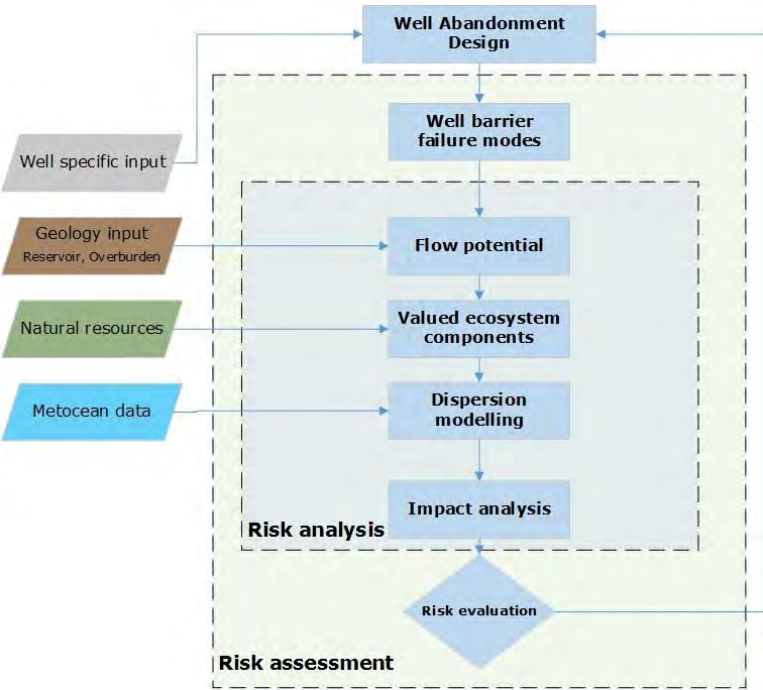 Well Abandonment
Design
Well barrier
failure modes
Well specific input
Geology input
Reservoir, Overburden
Flow potential
Natural resources
Valued ecosystem
components
Metocean data
Dispersion
modelling
Impact analysis
Risk analysis
Risk evaluation
Risk assessment